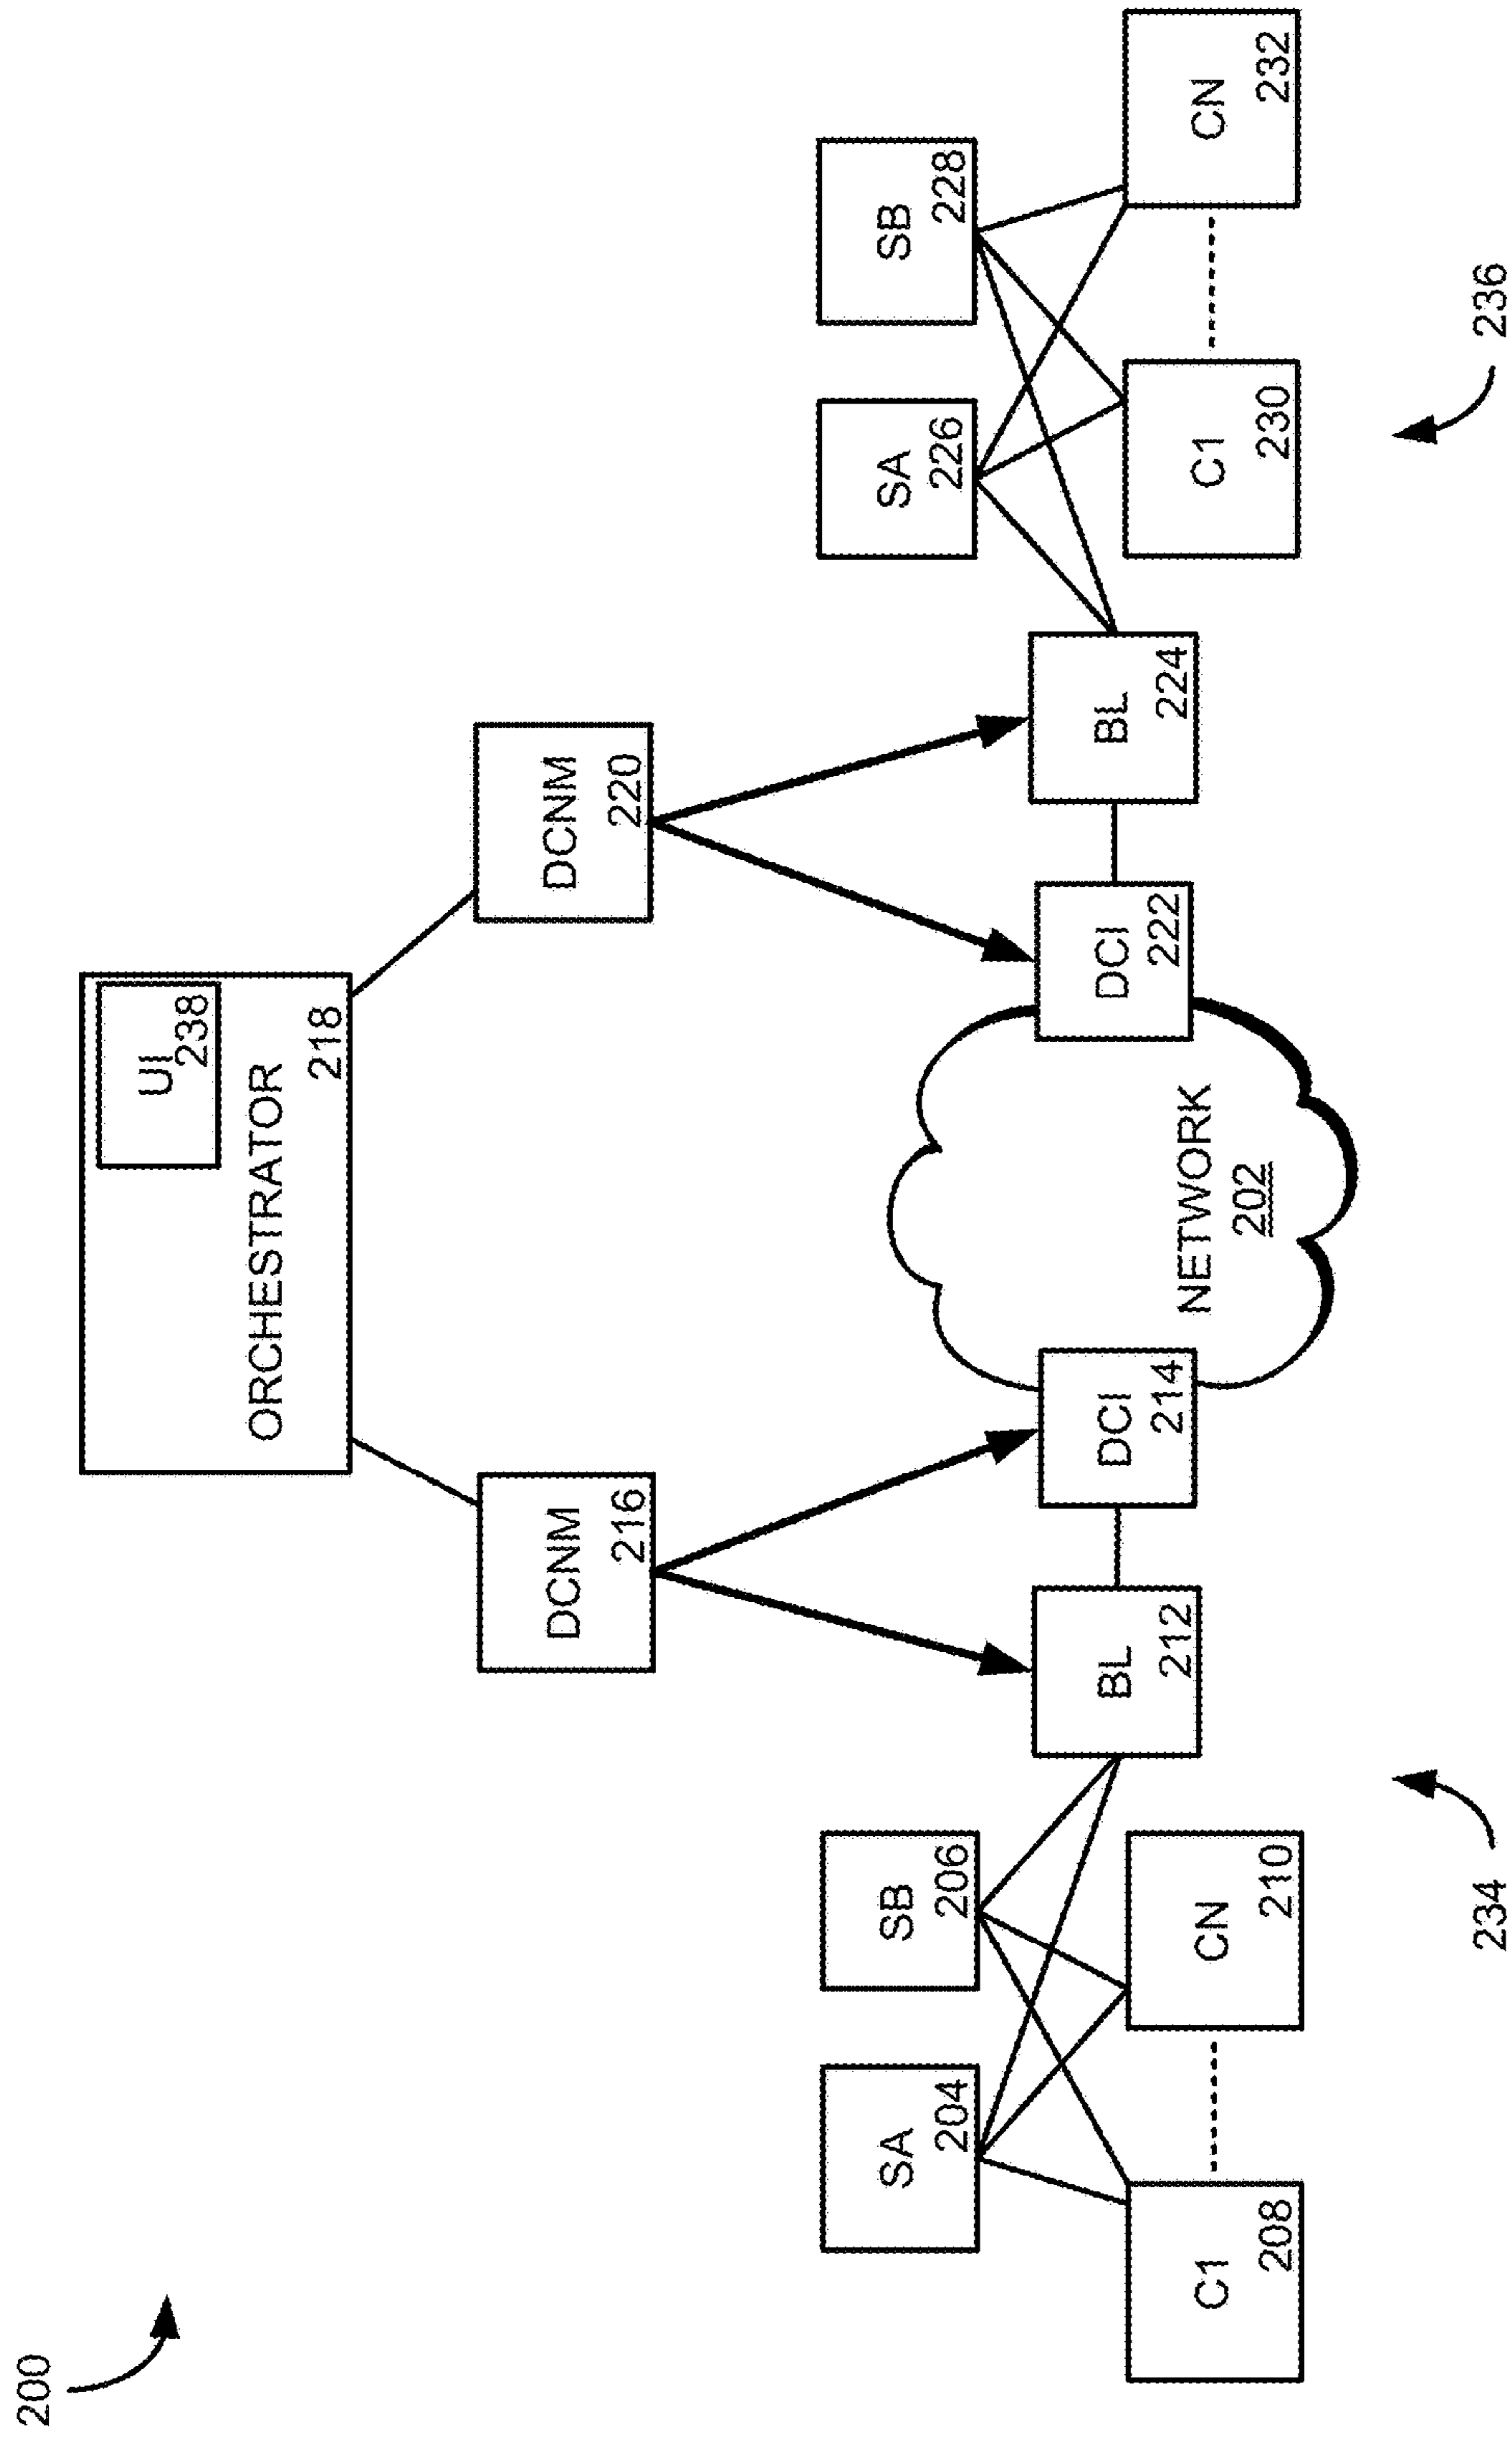 200
UI
238
ORCHESTRATOR
218
DCNM
216
DCNM
220
SA
204
SB
206
SA
226
SB
228
C1
208
CN
210
BL
212
DCI
214
NETWORK
202
DCI
222
BL
224
C1
230
CN
232
234
236